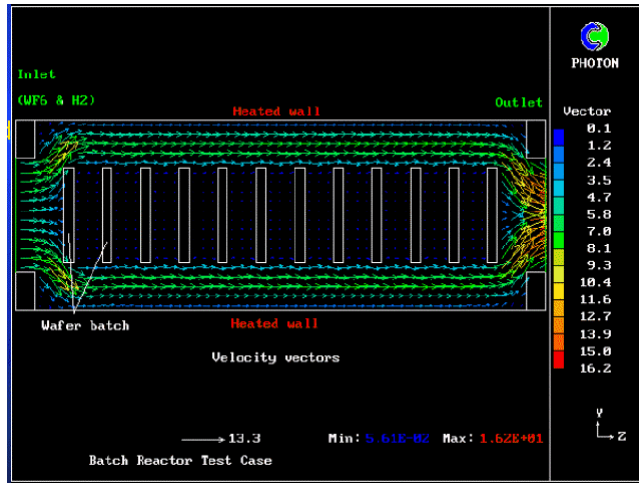 PHOTON
Inlet
(WF6 & H2)
Heated wall
Outlet
Vector
0.1
1.2
2.4
3.5
4.7
5.8
7.0
8.1
9.3
10.4
11.6
12.7
13.9
15.0
16.2
Wafer batch
Heated wall
Velocity vectors
13.3
Min: 5.61E-02 Max: 1.62E+01
Batch Reactor Test Case
Y
Z